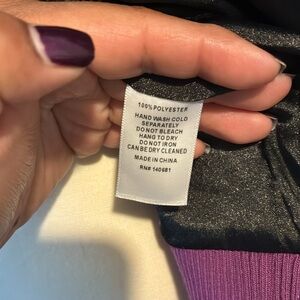 100% POLYESTER
HAND WASH COLD
SEPARATELY
DO NOT BLEACH
HANG TO DRY
DO NOT IRON
CAN BE DRY CLEANED
MADE IN CHINA
RN# 140681